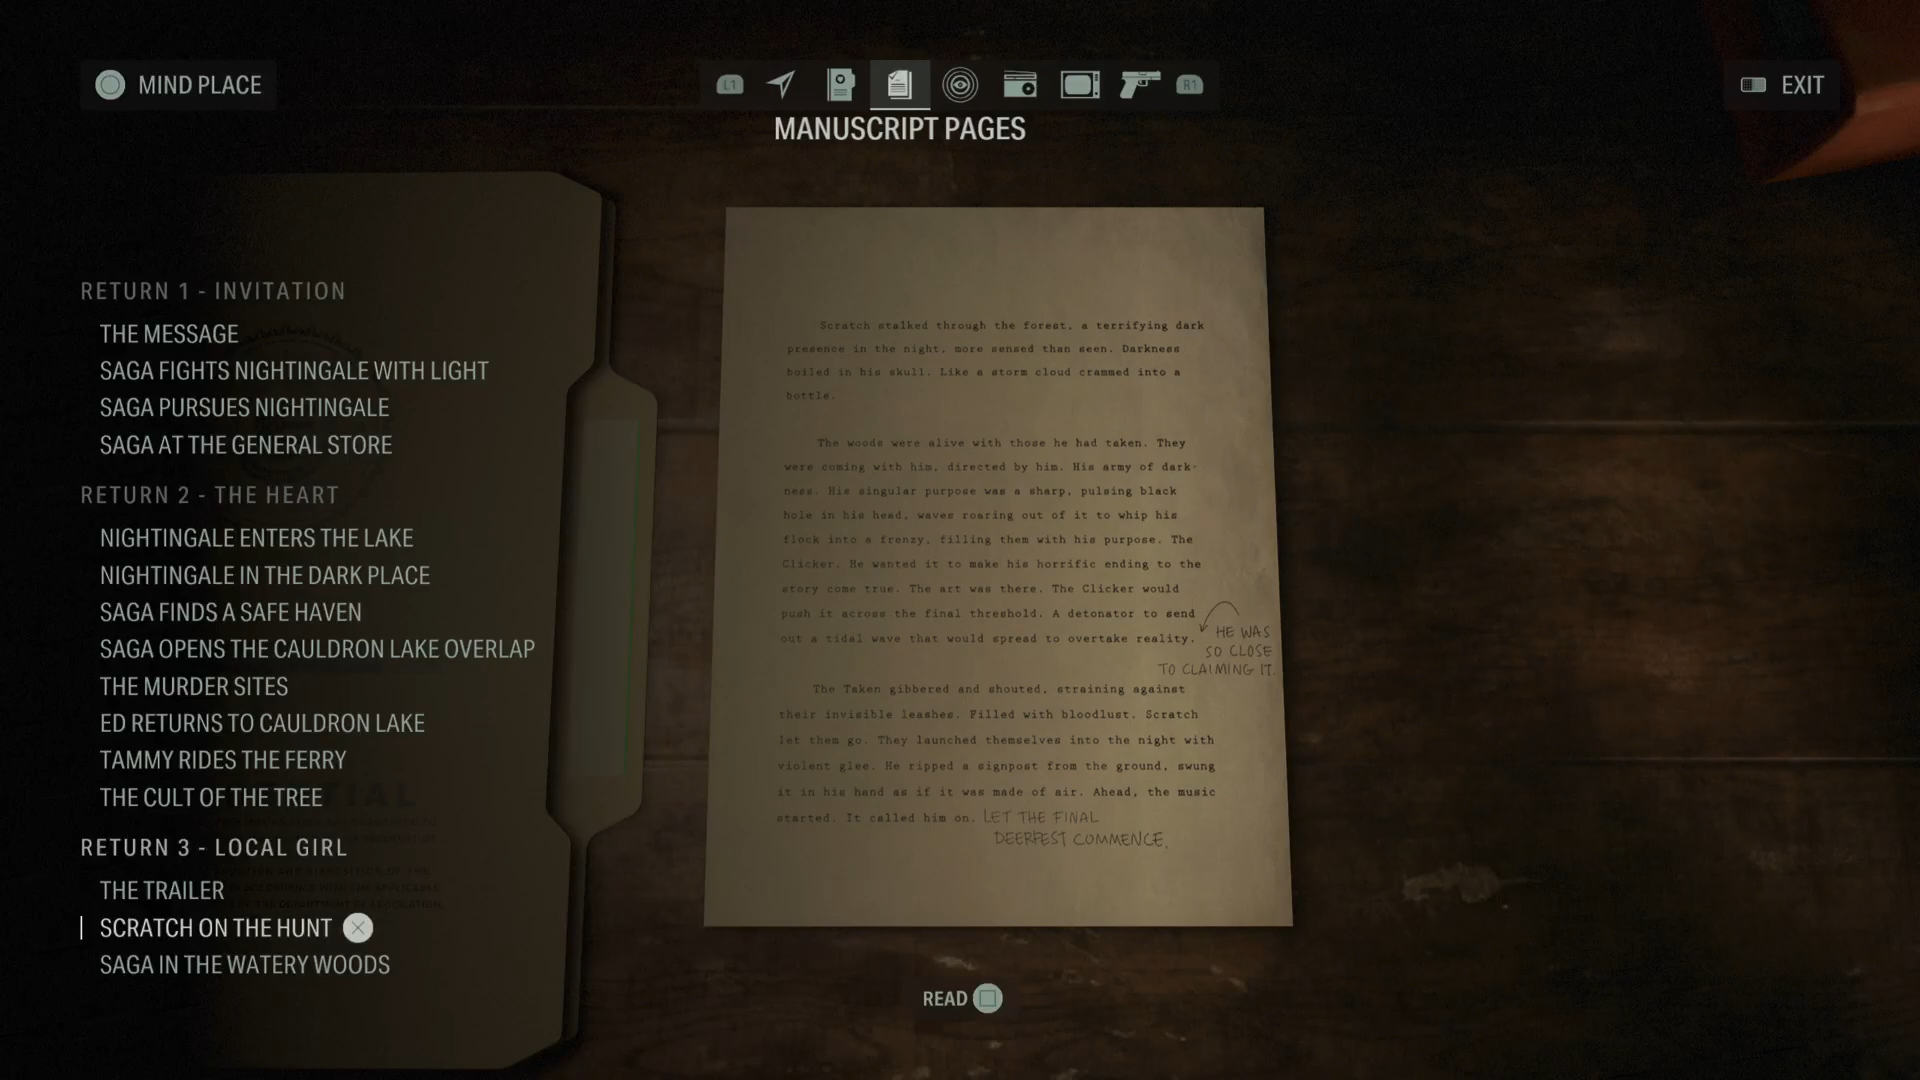 MIND PLACE
L1
R1
EXIT
MANUSCRIPT PAGES
RETURN 1 - INVITATION
THE MESSAGE
SAGA FIGHTS NIGHTINGALE WITH LIGHT
SAGA PURSUES NIGHTINGALE
SAGA AT THE GENERAL STORE
RETURN 2 - THE HEART
NIGHTINGALE ENTERS THE LAKE
NIGHTINGALE IN THE DARK PLACE
SAGA FINDS A SAFE HAVEN
SAGA OPENS THE CAULDRON LAKE OVERLAP
THE MURDER SITES
ED RETURNS TO CAULDRON LAKE
TAMMY RIDES THE FERRY
THE CULT OF THE TREE
RETURN 3 - LOCAL GIRL
THE TRAILER
SCRATCH ON THE HUNT
SAGA IN THE WATERY WOODS
Scratch stalked through the forest, a terrifying dark
presence in the night, more sensed than seen. Darkness
boiled in his skull. Like a storm cloud crammed into a
bottle.
The woods were alive with those he had taken. They
were coming with him, directed by him. His army of dark-
ness. His singular purpose was a sharp, pulsing black
hole in his head, waves roaring out of it to whip his
flock into a frenzy, filling them with his purpose. The
Clicker. He wanted it to make his horrific ending to the
story come true. The art was there. The Clicker would
push it across the final threshold. A detonator to send
out a tidal wave that would spread to overtake reality.
HE WAS
SO CLOSE
TO CLAIMING IT.
The Taken gibbered and shouted, straining against
their invisible leashes. Filled with bloodlust. Scratch
let them go. They launched themselves into the night with
violent glee. He ripped a signpost from the ground, swung
it in his hand as if it was made of air. Ahead, the music
started. It called him on. LET THE FINAL
DEERFEST COMMENCE.
READ